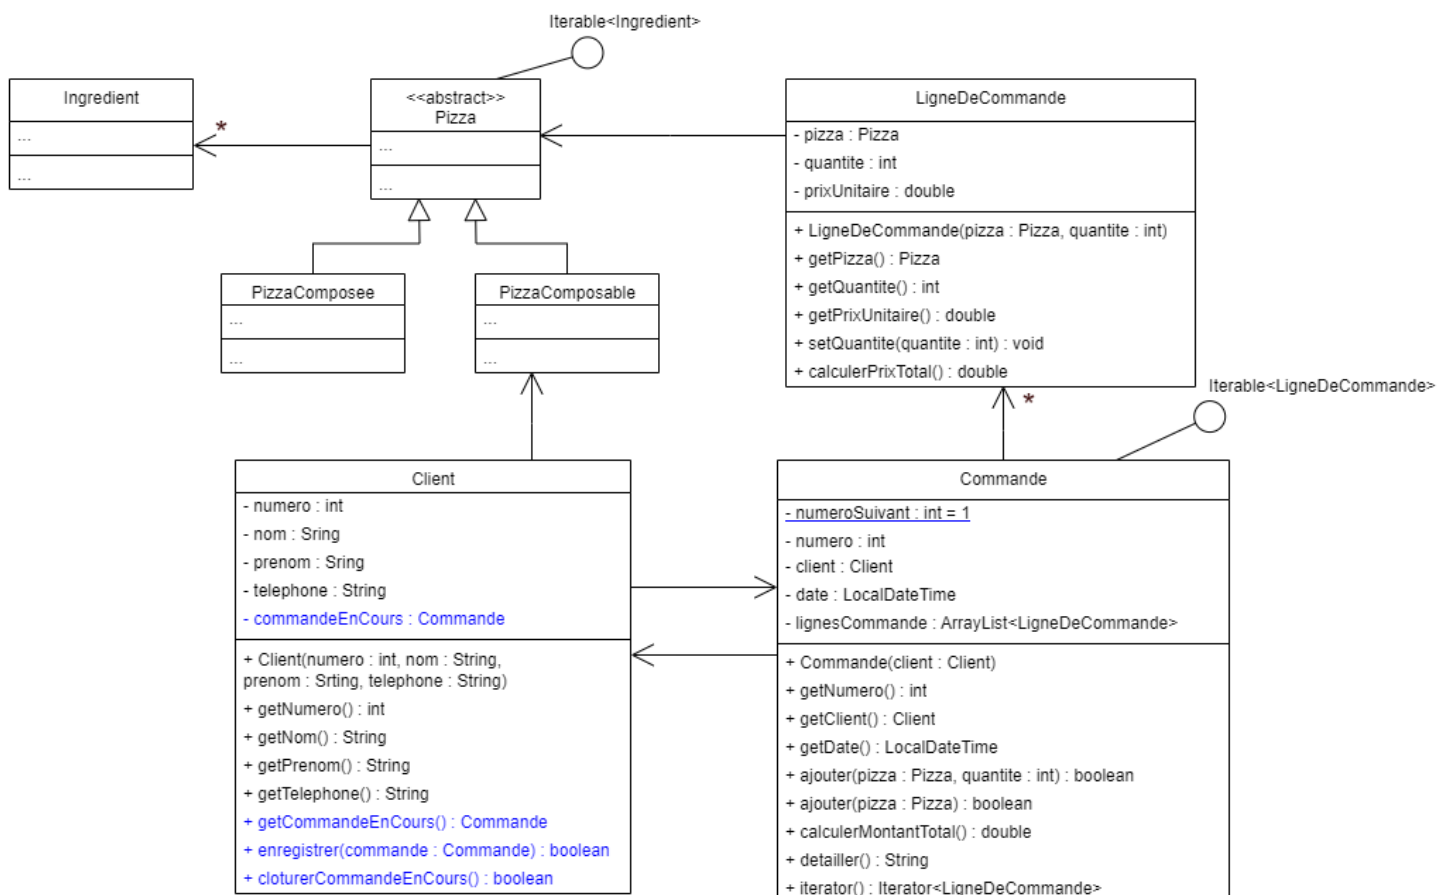 Iterable<Ingredient>
Ingredient
...
...
*
<<abstract>>
Pizza
...
...
LigneDeCommande
- pizza : Pizza
- quantite : int
- prixUnitaire : double
+ LigneDeCommande(pizza : Pizza, quantite : int)
+ getPizza() : Pizza
+ getQuantite() : int
+ getPrixUnitaire() : double
+ setQuantite(quantite : int) : void
+ calculerPrixTotal() : double
PizzaComposee
...
...
PizzaComposable
...
...
*
Iterable<LigneDeCommande>
Client
- numero : int
- nom : Sring
- prenom : Sring
- telephone : String
- commandeEnCours : Commande
+ Client(numero : int, nom : String,
prenom : Srting, telephone : String)
+ getNumero() : int
+ getNom() : String
+ getPrenom() : String
+ getTelephone() : String
+ getCommandeEnCours() : Commande
+ enregistrer(commande : Commande) : boolean
+ cloturerCommandeEnCours() : boolean
Commande
- numeroSuivant : int = 1
- numero : int
- client : Client
- date : LocalDateTime
- lignesCommande : ArrayList<LigneDeCommande>
+ Commande(client : Client)
+ getNumero() : int
+ getClient() : Client
+ getDate() : LocalDateTime
+ ajouter(pizza : Pizza, quantite : int) : boolean
+ ajouter(pizza : Pizza) : boolean
+ calculerMontantTotal() : double
+ detailler() : String
+ iterator() : Iterator<LigneDeCommande>